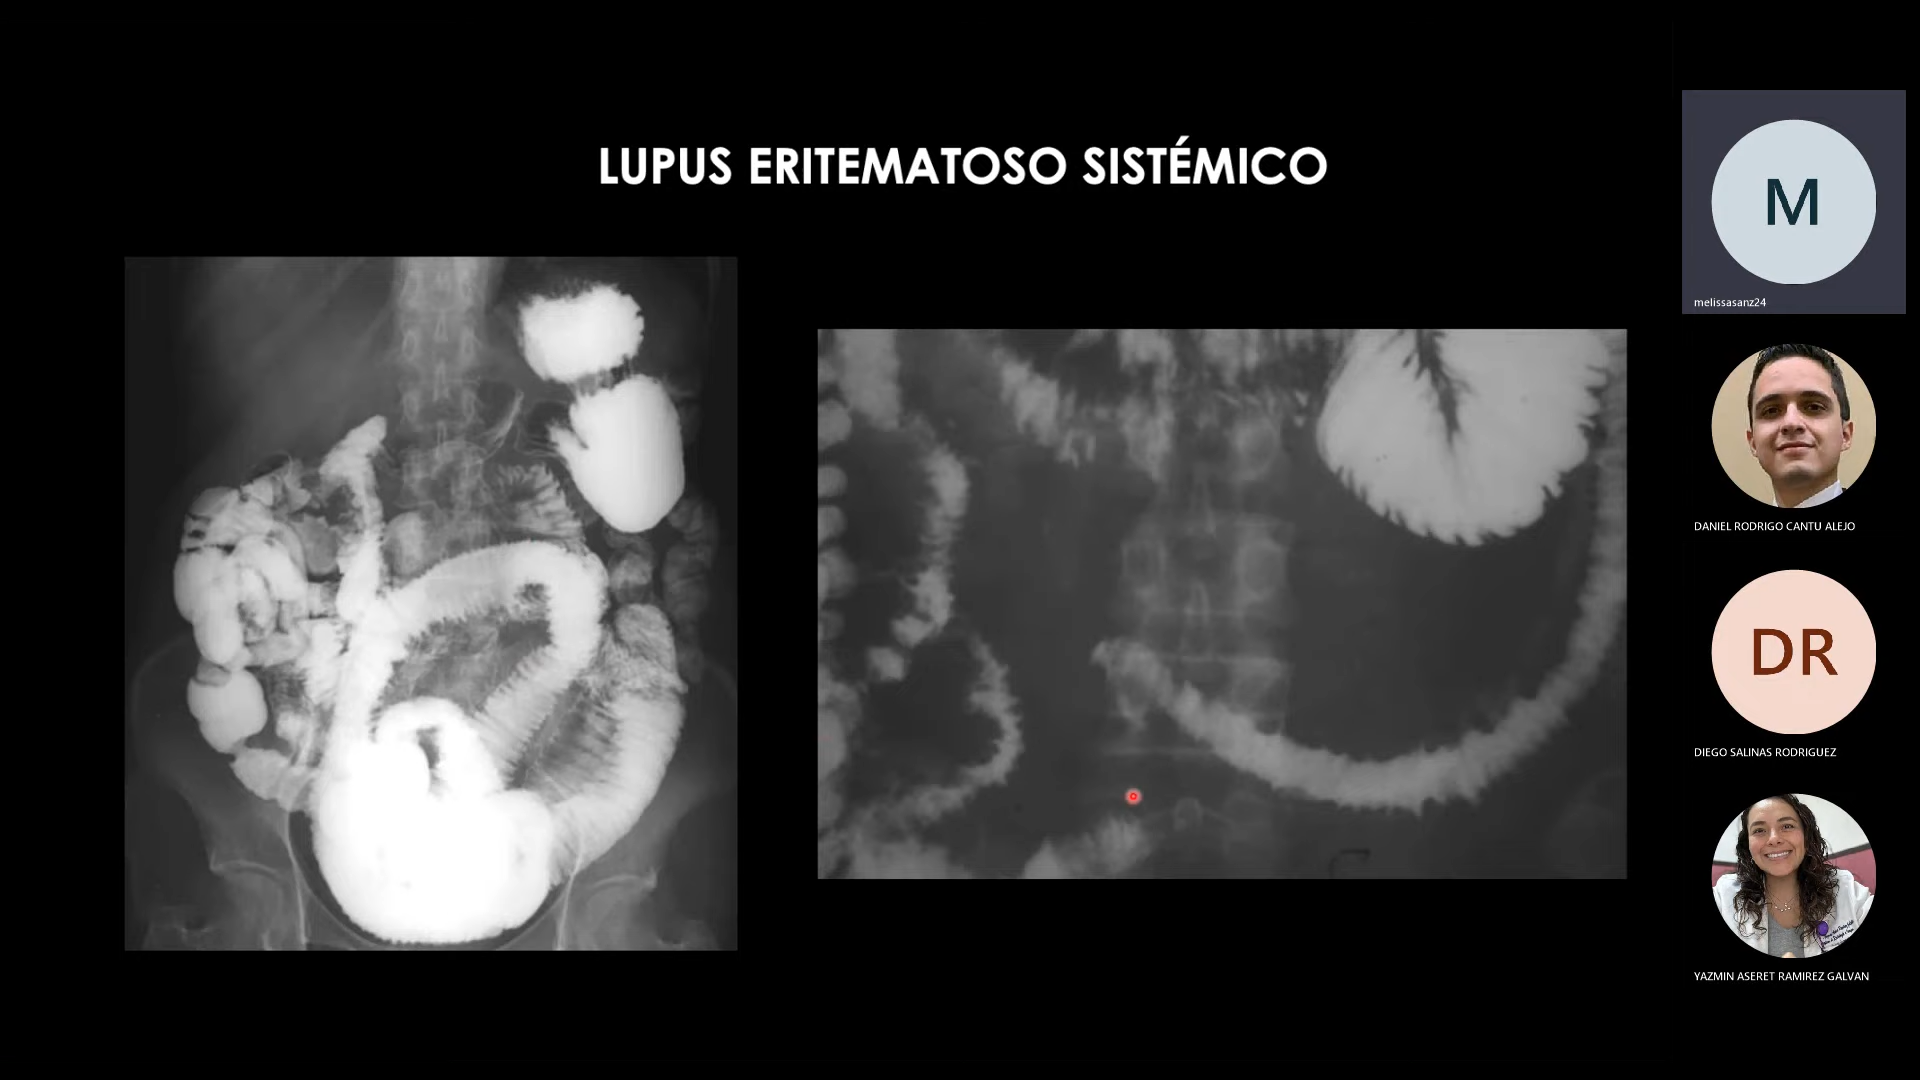 LUPUS ERITEMATOSO SISTÉMICO
M
melissasanz24
DANIEL RODRIGO CANTU ALEJO
DR
DIEGO SALINAS RODRIGUEZ
YAZMIN ASERET RAMIREZ GALVAN